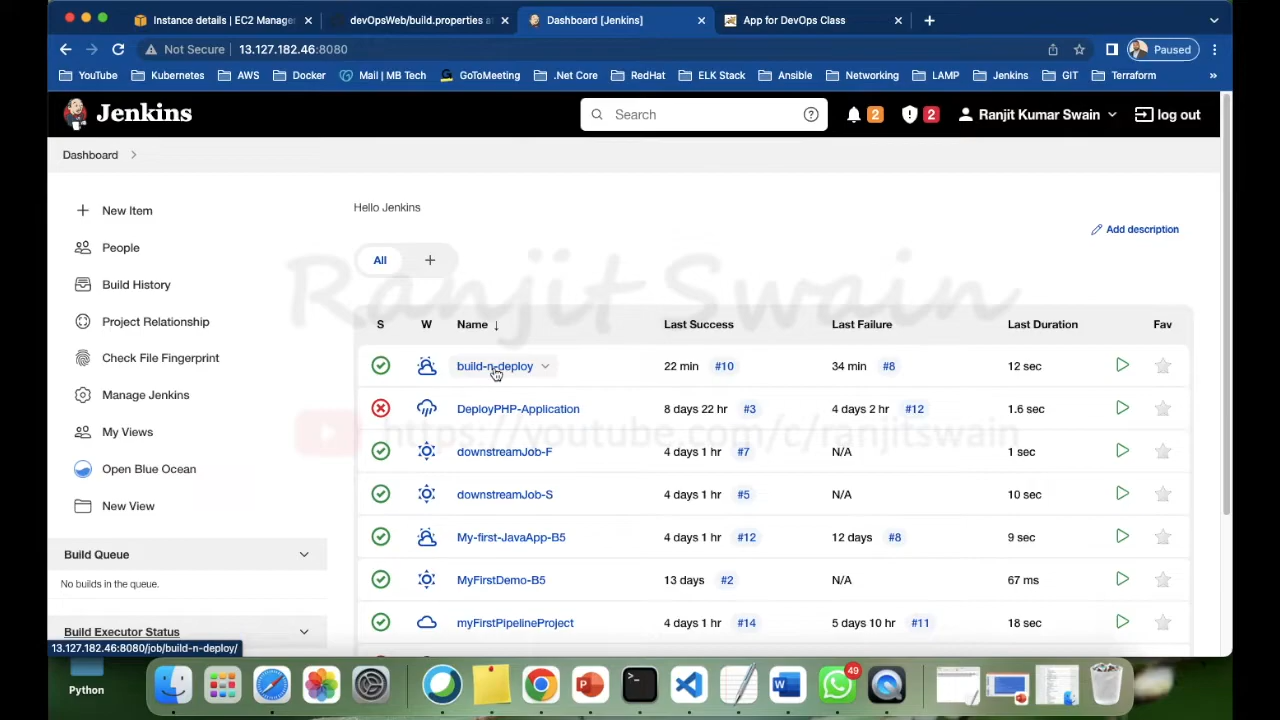 Instance details | EC2 Manage
devOpsWeb/build.properties a
Dashboard [Jenkins]
App for DevOps Class
Not Secure
13.127.182.46:8080
Paused
YouTube
Kubernetes
AWS
Docker
Mail | MB Tech
GoToMeeting
.Net Core
RedHat
ELK Stack
Ansible
Networking
LAMP
Jenkins
GIT
Terraform
»
Jenkins
Search
2
2
Ranjit Kumar Swain
log out
Dashboard
New Item
People
Build History
Project Relationship
Check File Fingerprint
Manage Jenkins
My Views
Open Blue Ocean
New View
Build Queue
No builds in the queue.
Build Executor Status
13.127.182.46:8080/job/build-n-deploy/
Hello Jenkins
Add description
All
+
Ranjit Swain
https://youtube.com/c/ranjitswain
S W Name ↓ Last Success Last Failure Last Duration Fav
build-n-deploy 22 min #10 34 min #8 12 sec
DeployPHP-Application 8 days 22 hr #3 4 days 2 hr #12 1.6 sec
downstreamJob-F 4 days 1 hr #7 N/A 1 sec
downstreamJob-S 4 days 1 hr #5 N/A 10 sec
My-first-JavaApp-B5 4 days 1 hr #12 12 days #8 9 sec
MyFirstDemo-B5 13 days #2 N/A 67 ms
myFirstPipelineProject 4 days 1 hr #14 5 days 10 hr #11 18 sec
Python
49